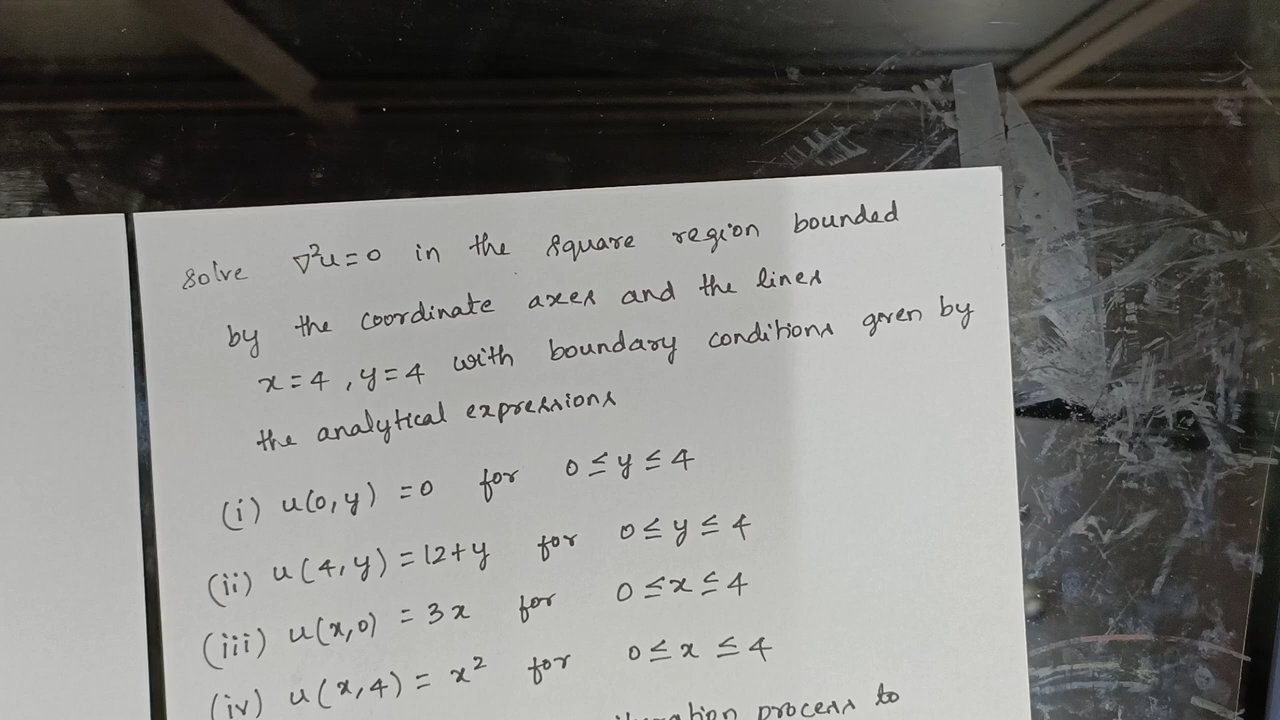 solve ∇²u=0 in the square region bounded
by the coordinate axes and the lines
x=4, y=4 with boundary conditions given by
the analytical expressions
(i) u(0,y) =0 for 0≤y≤4
(ii) u(4,y) =12+y for 0≤y≤4
(iii) u(x,0) = 3x for 0≤x≤4
(iv) u(x,4) = x² for 0≤x≤4
process to